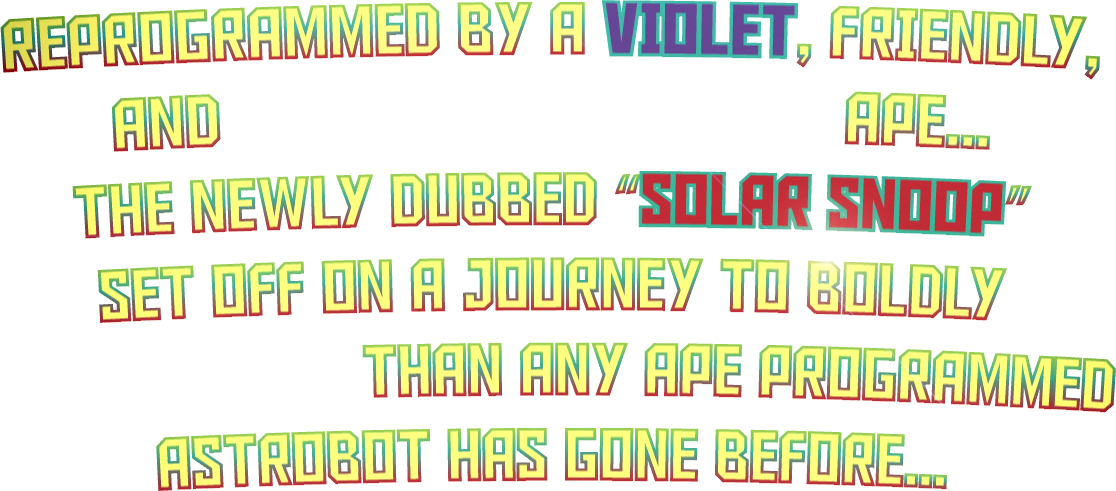 REPROGRAMMED BY A VIOLET, FRIENDLY,
AND APE...
THE NEWLY DUBBED "SOLAR SNOOP"
SET OFF ON A JOURNEY TO BOLDLY
THAN ANY APE PROGRAMMED
ASTROBOT HAS GONE BEFORE...